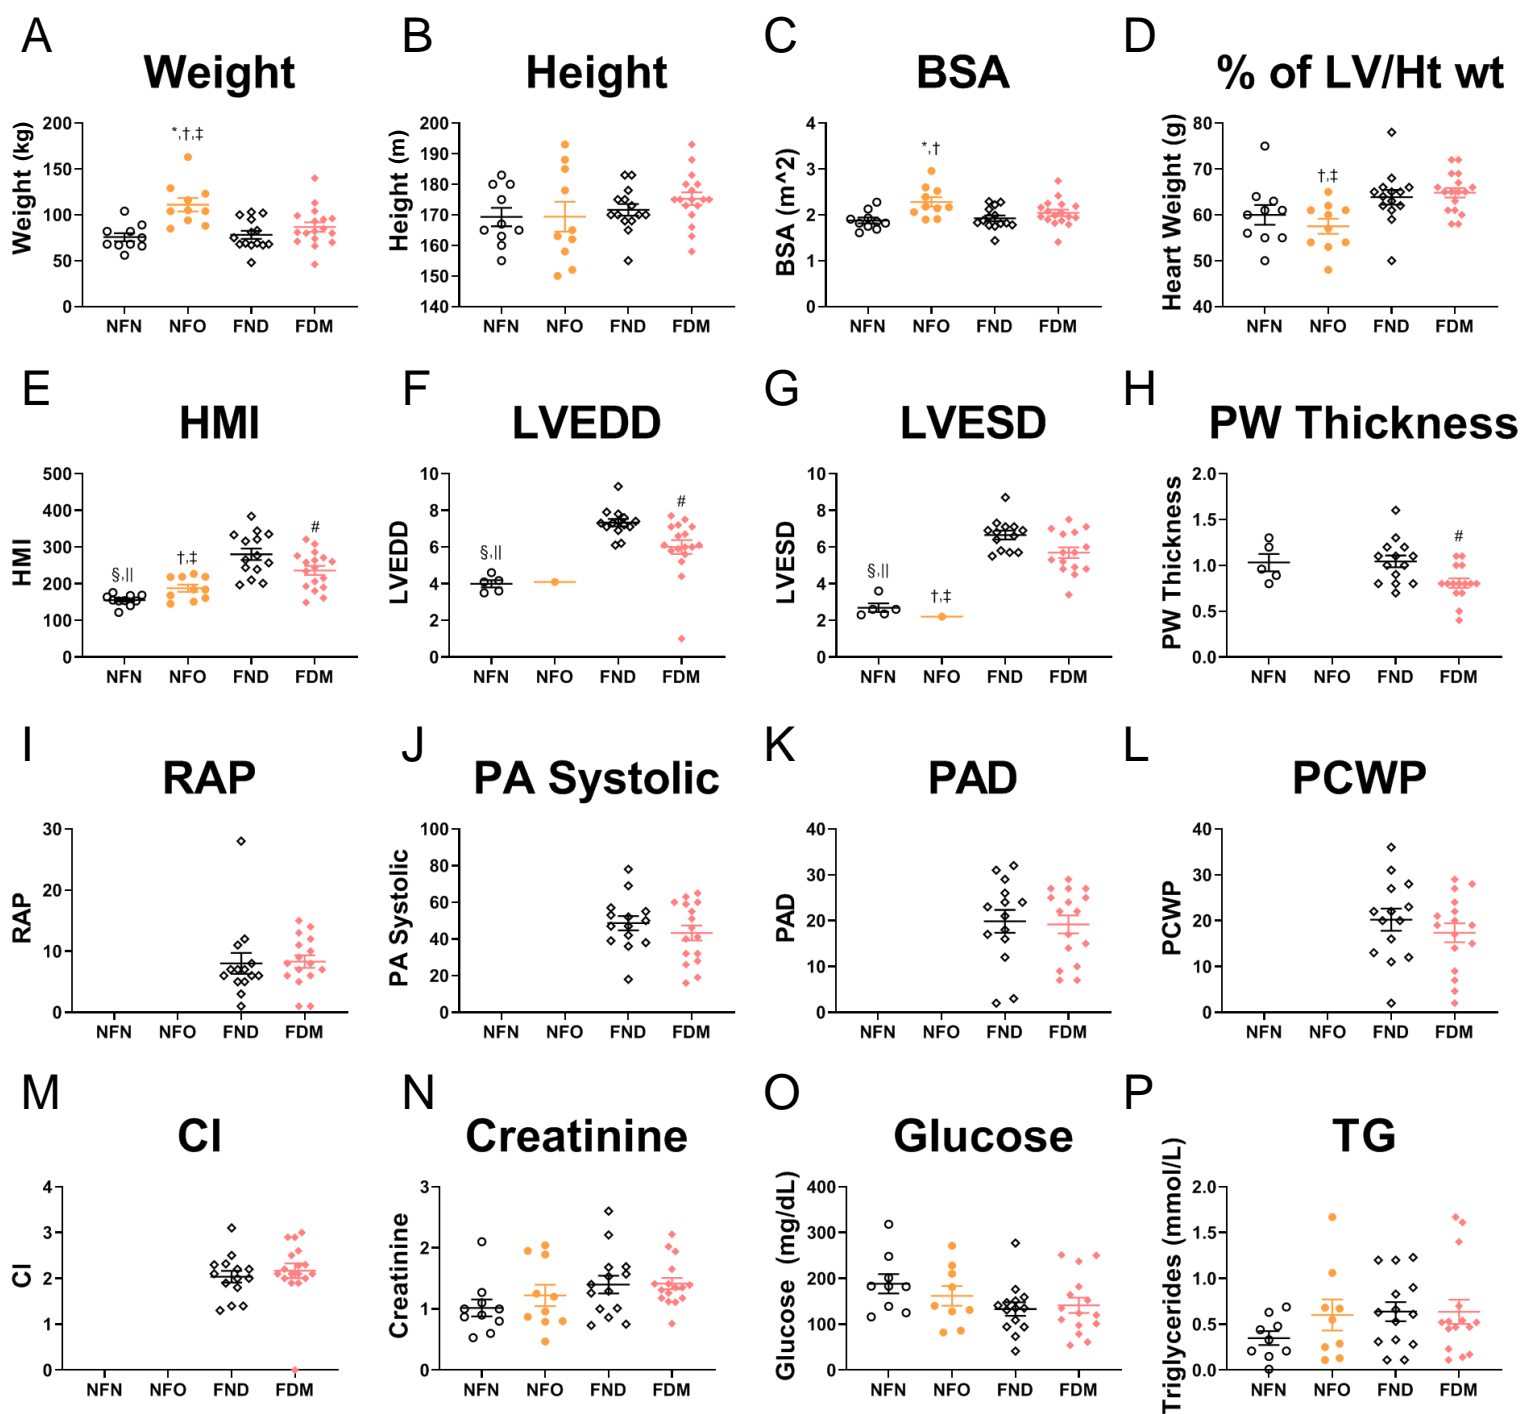 A
Weight
Weight (kg)
200
150
100
50
0
*,†,‡
NFN NFO FND FDM
B
Height
Height (m)
200
190
180
170
160
150
140
NFN NFO FND FDM
C
BSA
BSA (m^2)
4
3
2
1
0
*,†
NFN NFO FND FDM
D
% of LV/Ht wt
Heart Weight (g)
80
70
60
50
40
†,‡
NFN NFO FND FDM
E
HMI
HMI
500
400
300
200
100
0
§,||
†,‡
#
NFN NFO FND FDM
F
LVEDD
LVEDD
10
8
6
4
2
0
§,||
#
NFN NFO FND FDM
G
LVESD
LVESD
10
8
6
4
2
0
§,||
†,‡
NFN NFO FND FDM
H
PW Thickness
PW Thickness
2.0
1.5
1.0
0.5
0.0
#
NFN NFO FND FDM
I
RAP
RAP
30
20
10
0
NFN NFO FND FDM
J
PA Systolic
PA Systolic
100
80
60
40
20
0
NFN NFO FND FDM
K
PAD
PAD
40
30
20
10
0
NFN NFO FND FDM
L
PCWP
PCWP
40
30
20
10
0
NFN NFO FND FDM
M
CI
CI
4
3
2
1
0
NFN NFO FND FDM
N
Creatinine
Creatinine
3
2
1
0
NFN NFO FND FDM
O
Glucose
Glucose (mg/dL)
400
300
200
100
0
NFN NFO FND FDM
P
TG
Triglycerides (mmol/L)
2.0
1.5
1.0
0.5
0.0
NFN NFO FND FDM